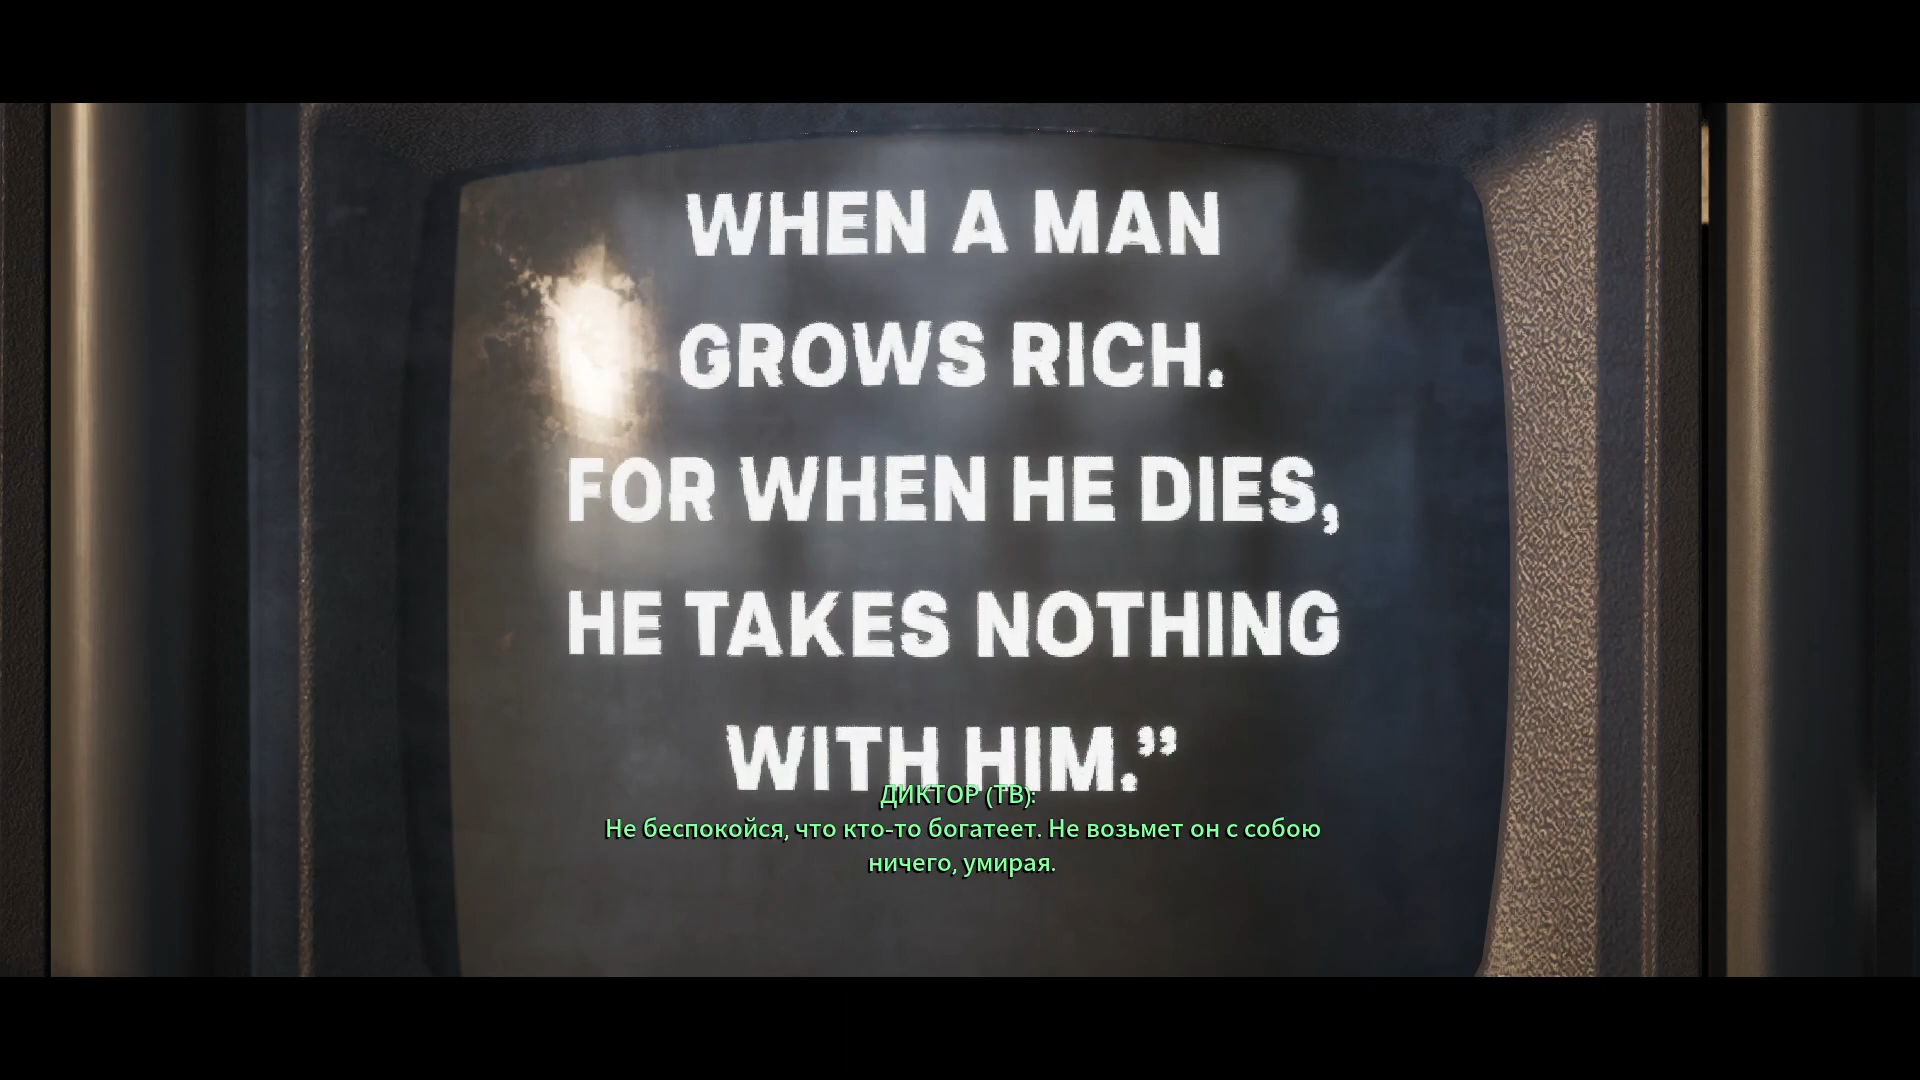 WHEN A MAN
GROWS RICH.
FOR WHEN HE DIES,
HE TAKES NOTHING
WITH HIM.”
ДИКТОР (ТВ):
Не беспокойся, что кто-то богатеет. Не возьмет он с собою
ничего, умирая.